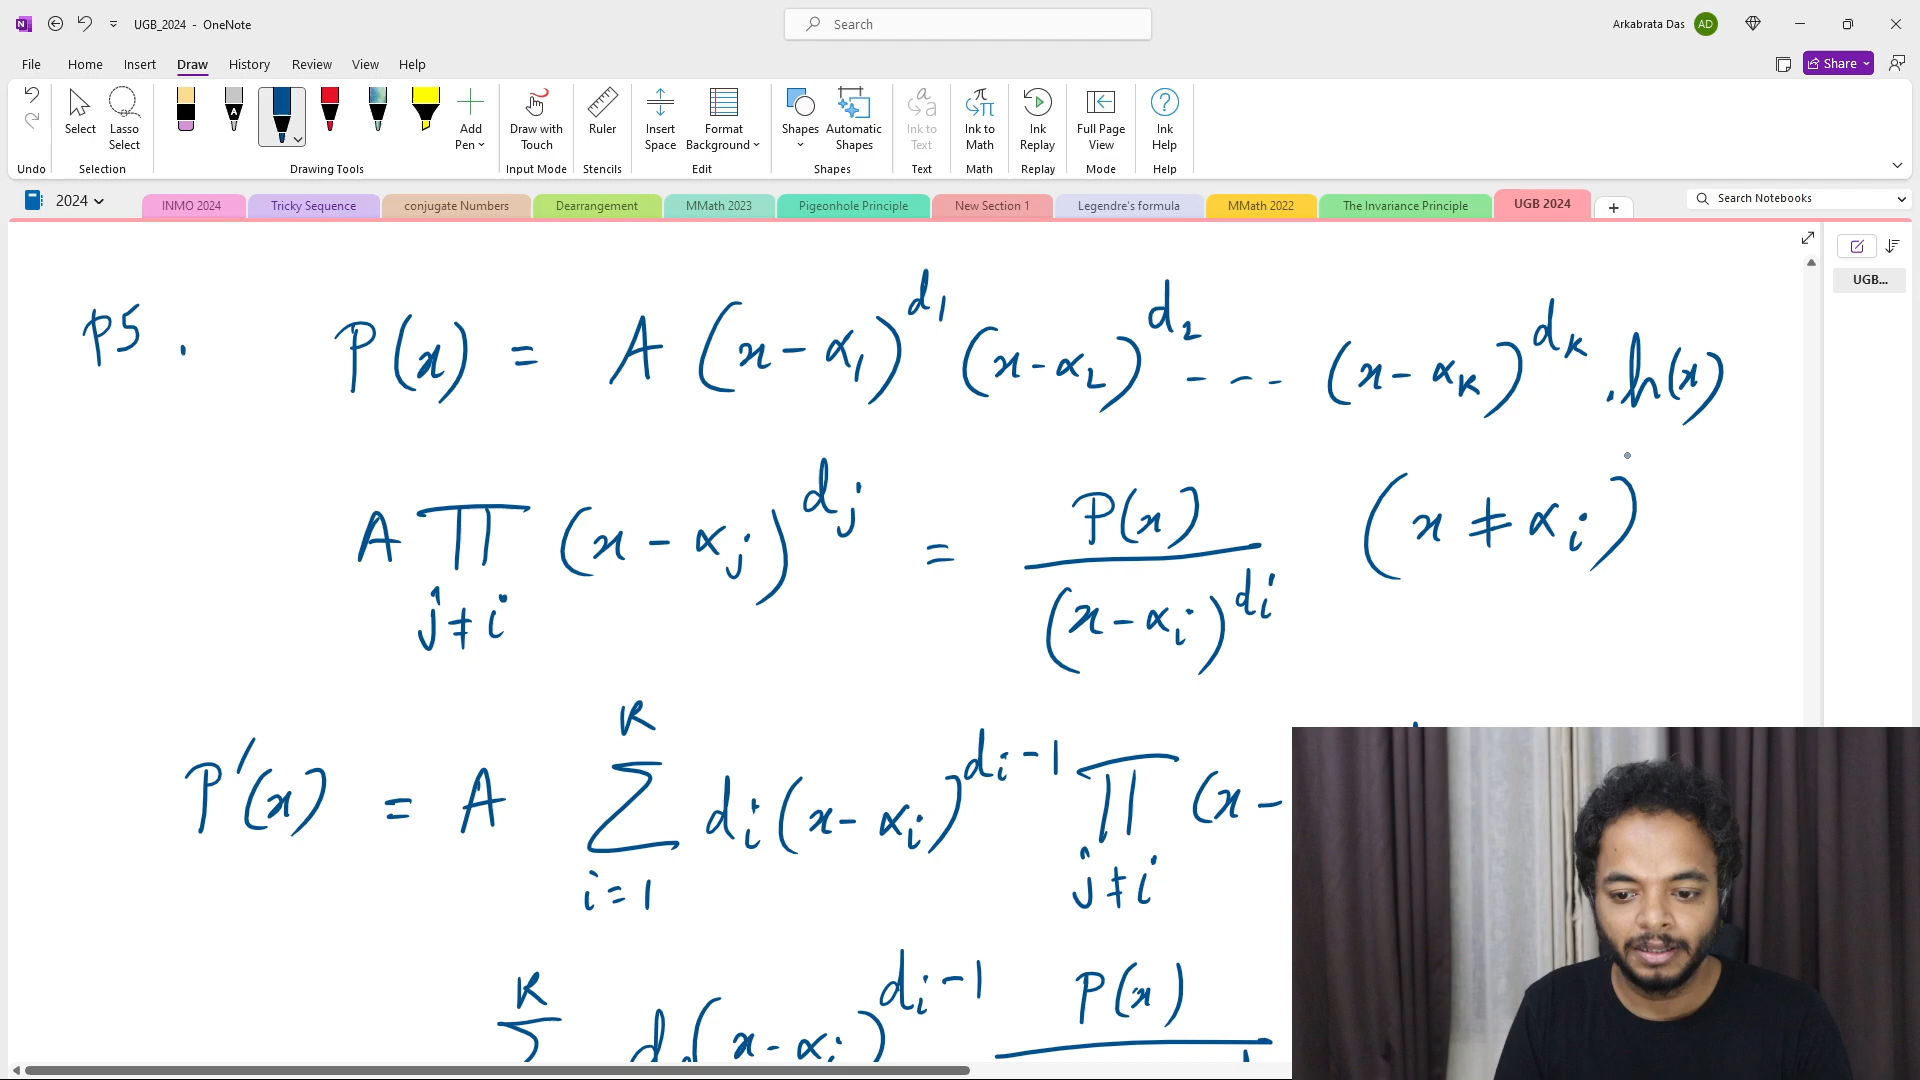 UGB_2024 - OneNote
Search
Arkabrata Das AD
File Home Insert Draw History Review View Help
Share
Select Lasso Select Add Pen Draw with Touch Ruler Insert Space Format Background Shapes Automatic Shapes Ink to Text Ink to Math Ink Replay Full Page View Ink Help
Undo Selection Drawing Tools Input Mode Stencils Edit Shapes Text Math Replay Mode Help
2024 INMO 2024 Tricky Sequence conjugate Numbers Dearrangement MMath 2023 Pigeonhole Principle New Section 1 Legendre's formula MMath 2022 The Invariance Principle UGB 2024 + Search Notebooks
UGB...
P5. P(x) = A (x - α₁)^d₁ (x - α₂)^d₂ --- (x - α_k)^d_k . h(x)
A ∏_{j≠i} (x - α_j)^d_j = P(x) / (x - α_i)^d_i (x ≠ α_i)
P'(x) = A ∑_{i=1}^{k} d_i (x - α_i)^{d_i - 1} ∏_{j≠i} (x -
k ∑ d (x - α_i)^{d_i - 1} P(x)